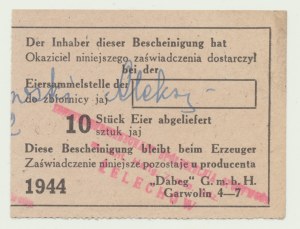 Der Inhaber dieser Bescheinigung hat
Okaziciel niniejszego zaświadczenia dostarczył
bei der
Eiersammelstelle der
do zbiornicy jaj
10 Stück Eier abgeliefert
sztuk jaj
Diese Bescheinigung bleibt beim Erzeuger
Zaświadczenie niniejsze pozostaje u producenta
ŻELECHÓW
1944
„Dabeg" G. m. b. H.
Garwolin 4—7